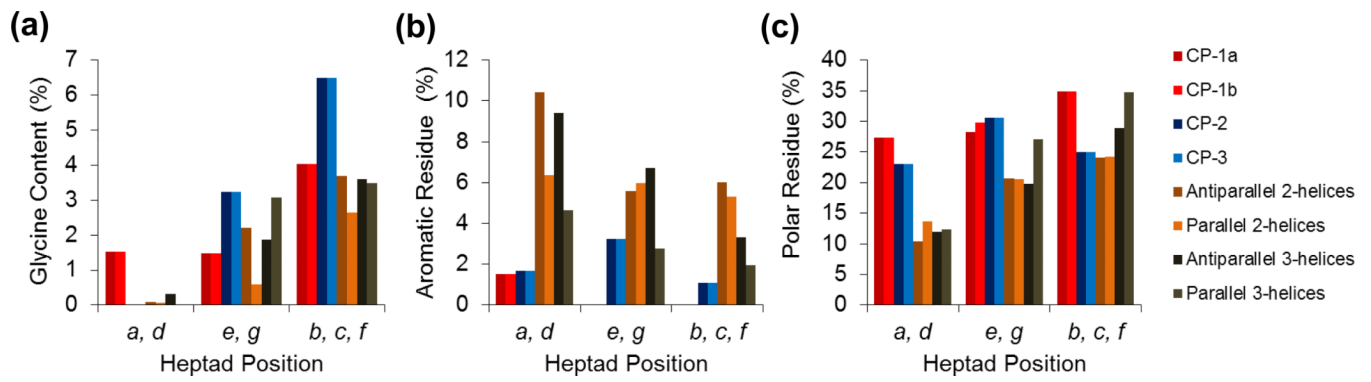 (a)
Glycine Content (%)
7
6
5
4
3
2
1
0
a, d
e, g
b, c, f
Heptad Position
(b)
Aromatic Residue (%)
12
10
8
6
4
2
0
a, d
e, g
b, c, f
Heptad Position
(c)
Polar Residue (%)
40
35
30
25
20
15
10
5
0
a, d
e, g
b, c, f
Heptad Position
CP-1a
CP-1b
CP-2
CP-3
Antiparallel 2-helices
Parallel 2-helices
Antiparallel 3-helices
Parallel 3-helices